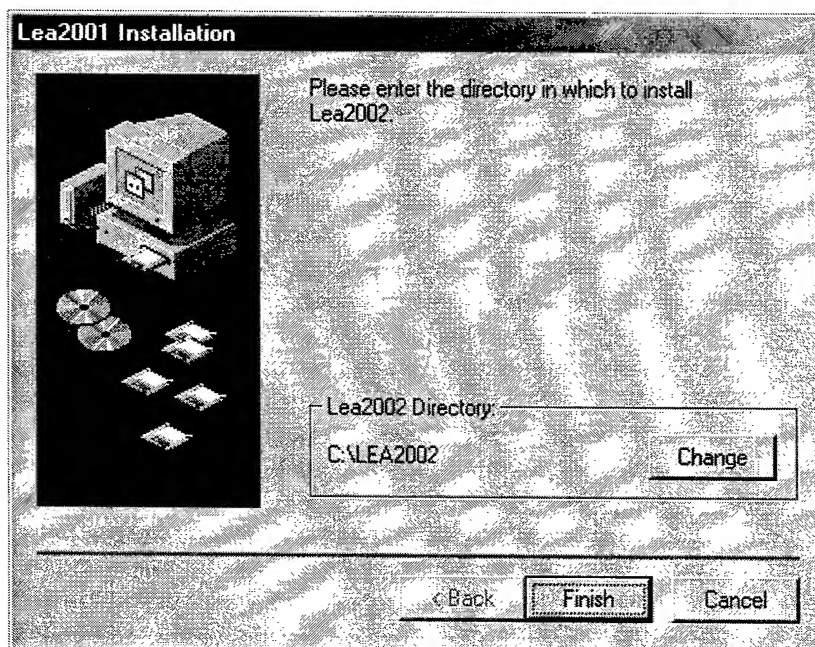 Lea2001 Installation
Please enter the directory in which to install
Lea2002.
Lea2002 Directory:
C:\LEA2002
Change
< Back
Finish
Cancel